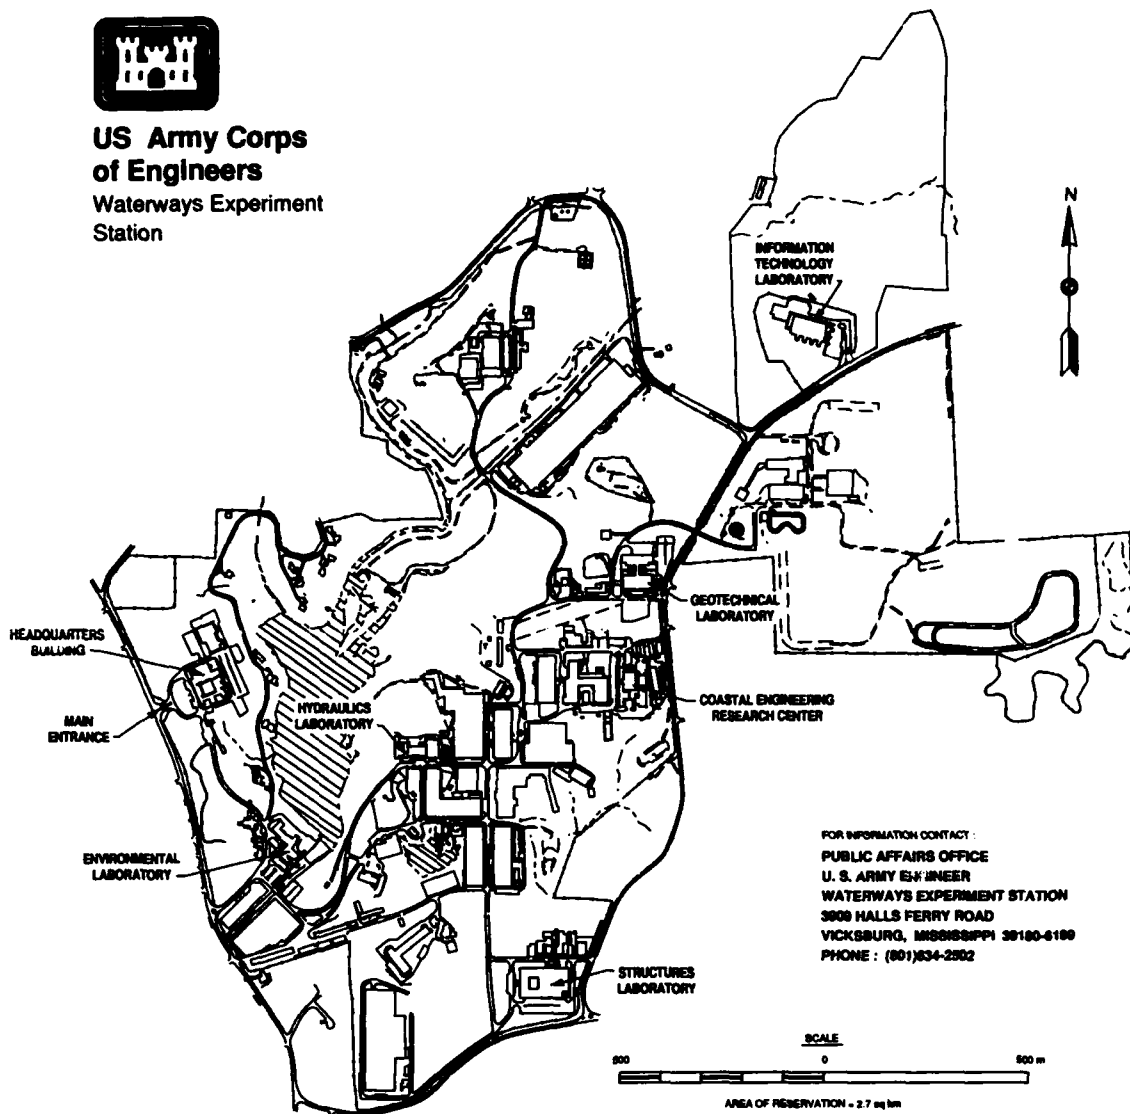 US Army Corps
of Engineers
Waterways Experiment
Station
N
INFORMATION
TECHNOLOGY
LABORATORY
GEOTECHNICAL
LABORATORY
HEADQUARTERS
BUILDING
MAIN
ENTRANCE
HYDRAULICS
LABORATORY
COASTAL ENGINEERING
RESEARCH CENTER
ENVIRONMENTAL
LABORATORY
STRUCTURES
LABORATORY
FOR INFORMATION CONTACT :
PUBLIC AFFAIRS OFFICE
U. S. ARMY ENGINEER
WATERWAYS EXPERIMENT STATION
3909 HALLS FERRY ROAD
VICKSBURG, MISSISSIPPI 39180-6199
PHONE : (601)634-2502
SCALE
500 0 500 m
AREA OF RESERVATION = 2.7 sq km